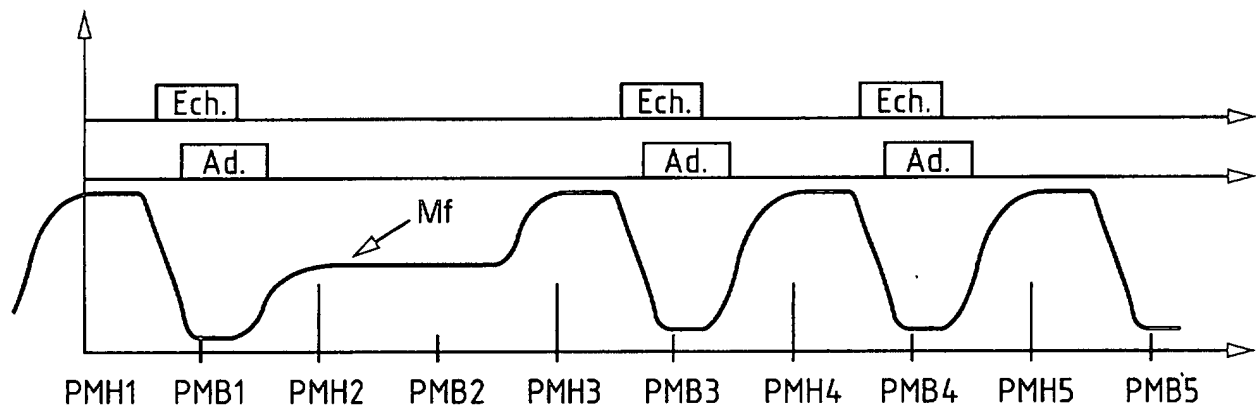 Ech. Ech. Ech.
Ad. Ad. Ad.
Mf
PMH1 PMB1 PMH2 PMB2 PMH3 PMB3 PMH4 PMB4 PMH5 PMB5